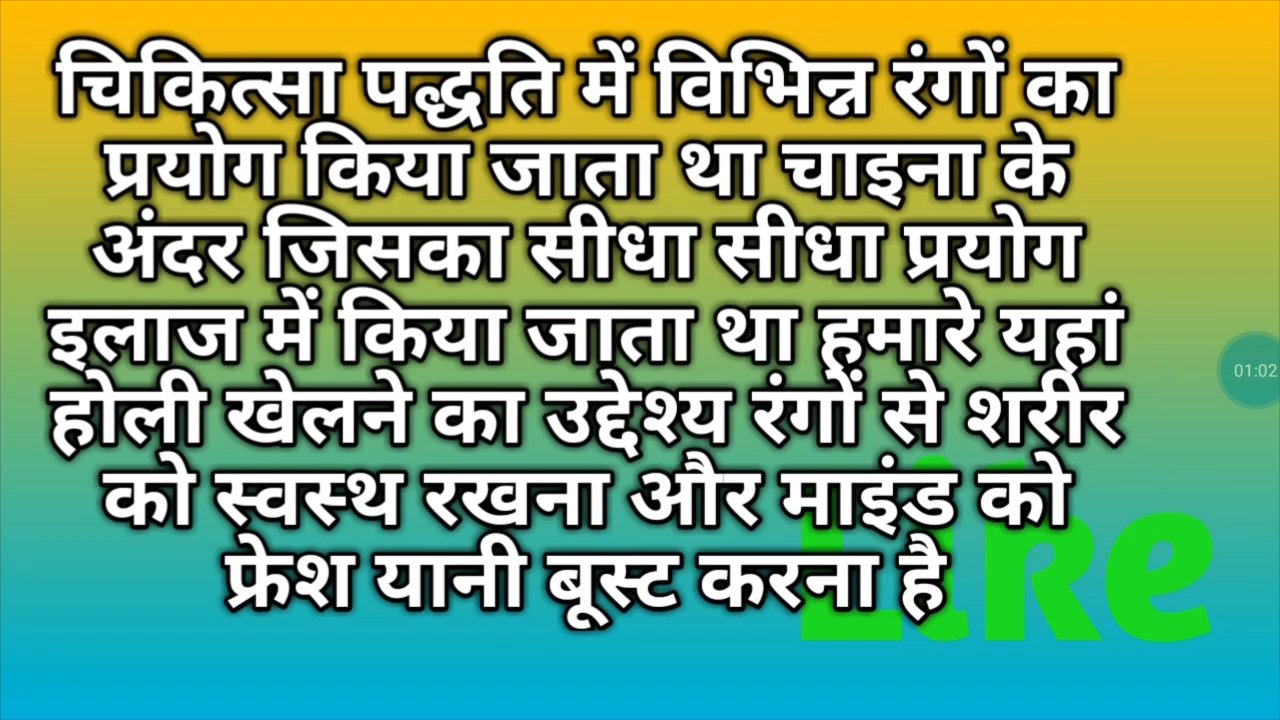 चिकित्सा पद्धति में विभिन्न रंगों का
प्रयोग किया जाता था चाइना के
अंदर जिसका सीधा सीधा प्रयोग
इलाज में किया जाता था हमारे यहां
होली खेलने का उद्देश्य रंगों से शरीर
को स्वस्थ रखना और माइंड को
फ्रेश यानी बूस्ट करना है
Like
01:02